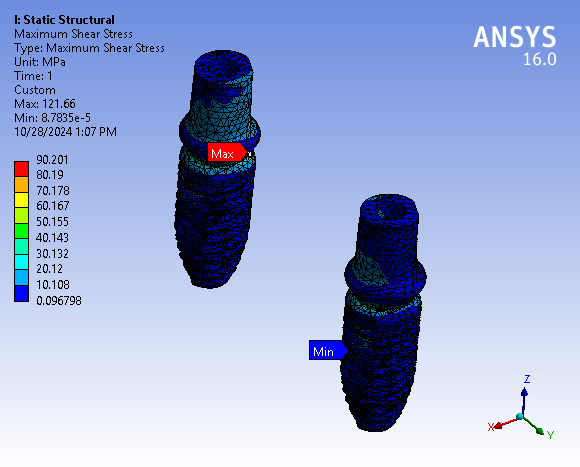 I: Static Structural
Maximum Shear Stress
Type: Maximum Shear Stress
Unit: MPa
Time: 1
Custom
Max: 121.66
Min: 8.7835e-5
10/28/2024 1:07 PM
ANSYS
16.0
90.201
80.19
70.178
60.167
50.155
40.143
30.132
20.12
10.108
0.096798
Max
Min
Z
X
Y